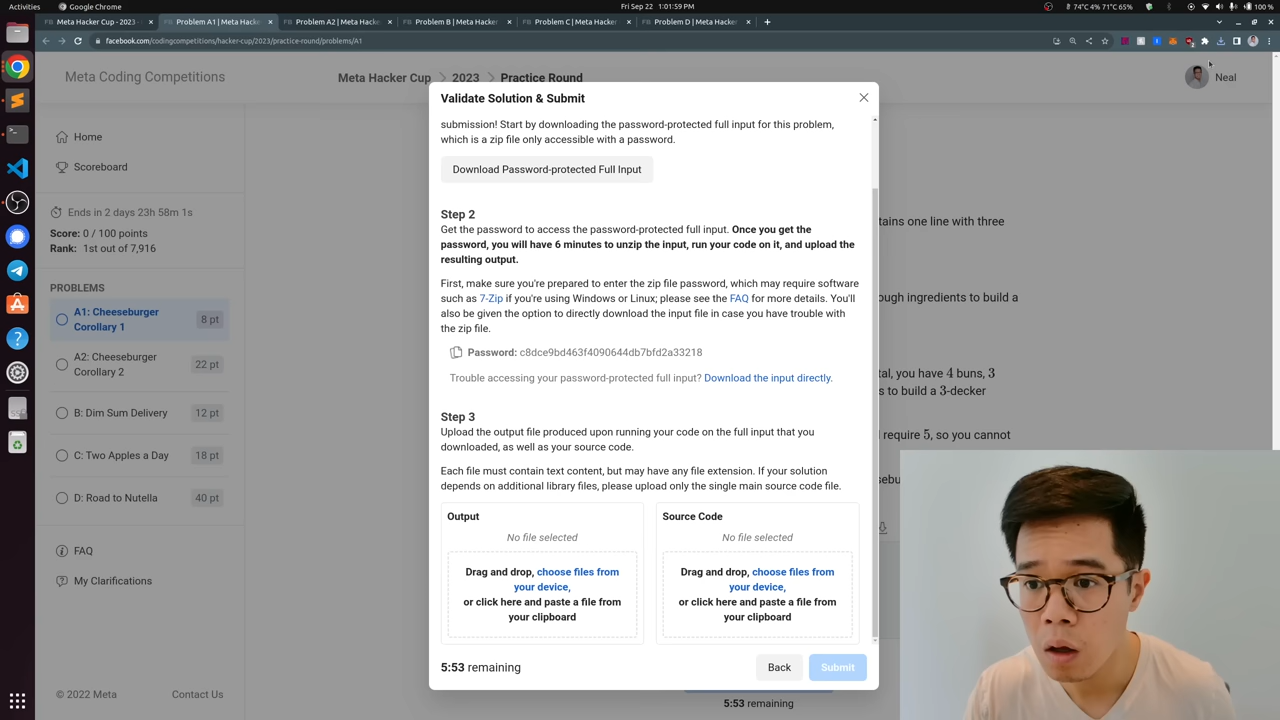 Activities
Google Chrome
Fri Sep 22 1:01:59 PM
74°C 4% 71°C 65%
100 %
Meta Hacker Cup - 2023 -
Problem A1 | Meta Hacke
Problem A2 | Meta Hacke
Problem B | Meta Hacker
Problem C | Meta Hacker
Problem D | Meta Hacker
facebook.com/codingcompetitions/hacker-cup/2023/practice-round/problems/A1
Meta Coding Competitions
Meta Hacker Cup
2023
Practice Round
Neal
Home
Scoreboard
Ends in 2 days 23h 58m 1s
Score: 0 / 100 points
Rank: 1st out of 7,916
PROBLEMS
A1: Cheeseburger
Corollary 1
8 pt
A2: Cheeseburger
Corollary 2
22 pt
B: Dim Sum Delivery
12 pt
C: Two Apples a Day
18 pt
D: Road to Nutella
40 pt
FAQ
My Clarifications
© 2022 Meta
Contact Us
Validate Solution & Submit
submission! Start by downloading the password-protected full input for this problem,
which is a zip file only accessible with a password.
Download Password-protected Full Input
Step 2
Get the password to access the password-protected full input. Once you get the
password, you will have 6 minutes to unzip the input, run your code on it, and upload the
resulting output.
First, make sure you're prepared to enter the zip file password, which may require software
such as 7-Zip if you're using Windows or Linux; please see the FAQ for more details. You'll
also be given the option to directly download the input file in case you have trouble with
the zip file.
Password: c8dce9bd463f4090644db7bfd2a33218
Trouble accessing your password-protected full input? Download the input directly.
Step 3
Upload the output file produced upon running your code on the full input that you
downloaded, as well as your source code.
Each file must contain text content, but may have any file extension. If your solution
depends on additional library files, please upload only the single main source code file.
Output
No file selected
Drag and drop, choose files from
your device,
or click here and paste a file from
your clipboard
Source Code
No file selected
Drag and drop, choose files from
your device,
or click here and paste a file from
your clipboard
5:53 remaining
Back
Submit
5:53 remaining
tains one line with three
ough ingredients to build a
tal, you have 4 buns, 3
s to build a 3-decker
l require 5, so you cannot